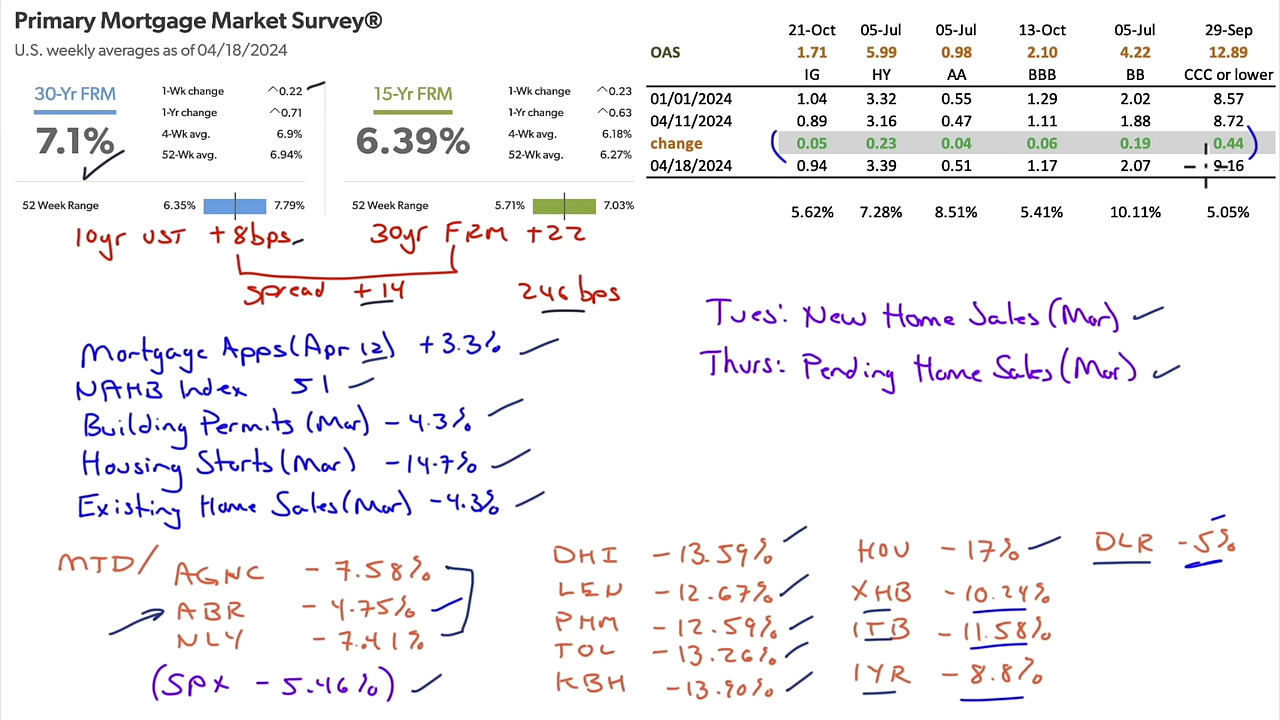 Primary Mortgage Market Survey®
U.S. weekly averages as of 04/18/2024
30-Yr FRM
7.1%
1-Wk change ^0.22
1-Yr change ^0.71
4-Wk avg. 6.9%
52-Wk avg. 6.94%
52 Week Range 6.35% 7.79%
15-Yr FRM
6.39%
1-Wk change ^0.23
1-Yr change ^0.63
4-Wk avg. 6.18%
52-Wk avg. 6.27%
52 Week Range 5.71% 7.03%
21-Oct 05-Jul 05-Jul 13-Oct 05-Jul 29-Sep
OAS 1.71 5.99 0.98 2.10 4.22 12.89
IG HY AA BBB BB CCC or lower
01/01/2024 1.04 3.32 0.55 1.29 2.02 8.57
04/11/2024 0.89 3.16 0.47 1.11 1.88 8.72
change 0.05 0.23 0.04 0.06 0.19 0.44
04/18/2024 0.94 3.39 0.51 1.17 2.07 9.16
5.62% 7.28% 8.51% 5.41% 10.11% 5.05%
10yr UST +8bps 30yr FRM +22
spread +14 246 bps
Mortgage Apps (Apr 12) +3.3%
NAHB Index 51
Building Permits (Mar) -4.3%
Housing Starts (Mar) -14.7%
Existing Home Sales (Mar) -4.3%
Tues: New Home Sales (Mar)
Thurs: Pending Home Sales (Mar)
MTD/
AGNC -7.58%
ABR -4.75%
NLY -7.41%
(SPX -5.46%)
DHI -13.59%
LEN -12.67%
PHM -12.59%
TOL -13.26%
KBH -13.90%
HOV -17%
XHB -10.24%
ITB -11.58%
IYR -8.8%
DLR -5%